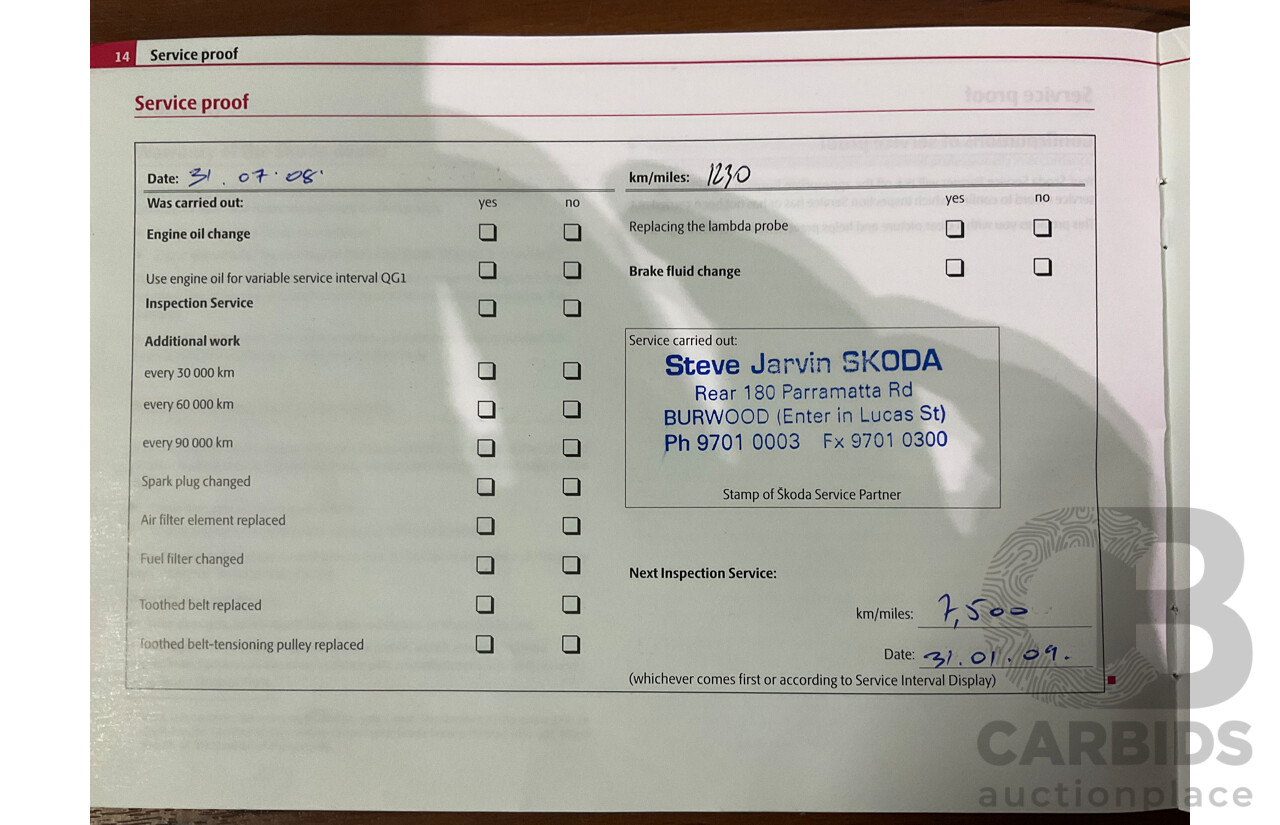 14 Service proof
Service proof
Date: 31.07.08.
km/miles: 1230
Was carried out: yes no
Engine oil change
Use engine oil for variable service interval QG1
Inspection Service
Additional work
every 30 000 km
every 60 000 km
every 90 000 km
Spark plug changed
Air filter element replaced
Fuel filter changed
Toothed belt replaced
Toothed belt-tensioning pulley replaced
yes no
Replacing the lambda probe
Brake fluid change
Service carried out:
Steve Jarvin SKODA
Rear 180 Parramatta Rd
BURWOOD (Enter in Lucas St)
Ph 9701 0003 Fx 9701 0300
Stamp of Škoda Service Partner
Next Inspection Service:
km/miles: 7,500
Date: 31.01.09.
(whichever comes first or according to Service Interval Display)
CB
CARBIDS
auctionplace